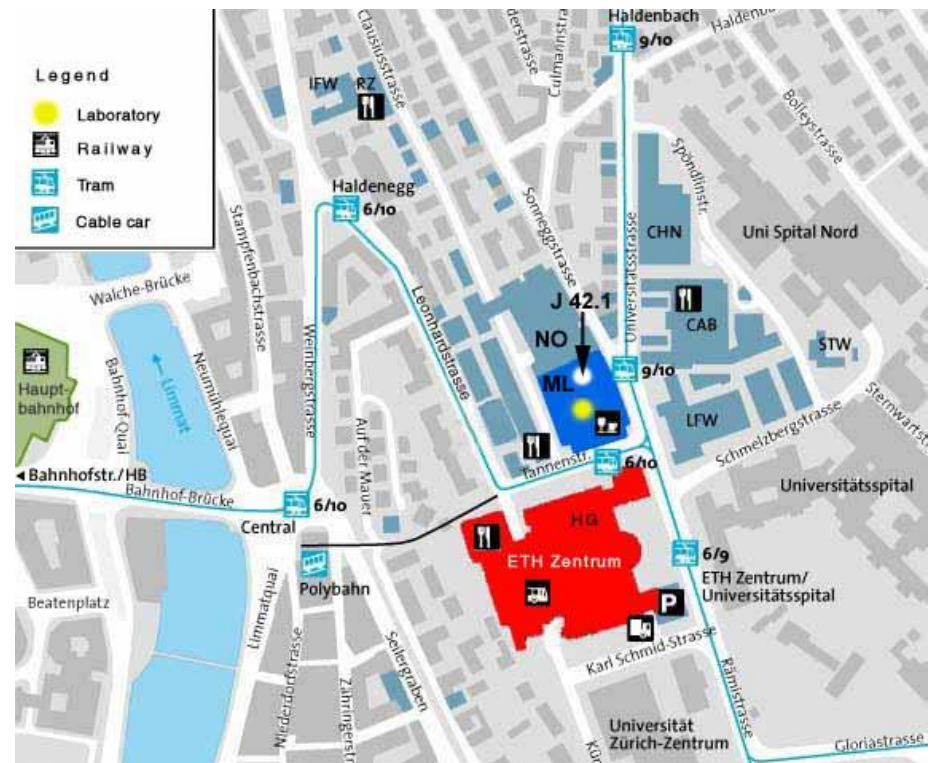 Legend
Laboratory
Railway
Tram
Cable car
Haldenbach
9/10
Clausiusstrasse
Culmannstr.
IFW RZ
Bolleystrasse
Haldenegg
6/10
Sonneggstrasse
Spöndlinstr.
Universitätsstrasse
CHN
Uni Spital Nord
Stampfenbachstrasse
Walche-Brücke
Leonhardstrasse
J 42.1
NO
CAB
STW
Weinbergstrasse
Neumühlequai
Limmat
Bahnhof-Quai
Haupt-
bahnhof
ML
9/10
LFW
Sternwartstr.
Schmelzbergstrasse
Auf der Mauer
Tannenstr.
6/10
Bahnhofstr./HB
Bahnhof-Brücke
6/10
Central
Universitätsspital
HG
ETH Zentrum
6/9
ETH Zentrum/
Universitätsspital
Polybahn
P
Beatenplatz
Limmatquai
Niederdorfstrasse
Zähringerstr.
Seilergraben
Karl Schmid-Strasse
Rämistrasse
Universität
Zürich-Zentrum
Gloriastrasse